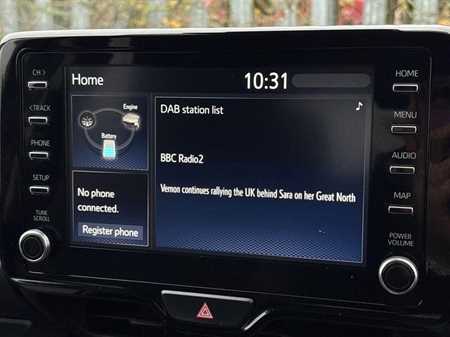 Home
10:31
Engine
Battery
DAB station list
BBC Radio2
Vernon continues rallying the UK behind Sara on her Great North
No phone
connected.
Register phone
CH >
< TRACK
PHONE
SETUP
TUNE
SCROLL
HOME
MENU
AUDIO
MAP
POWER
VOLUME